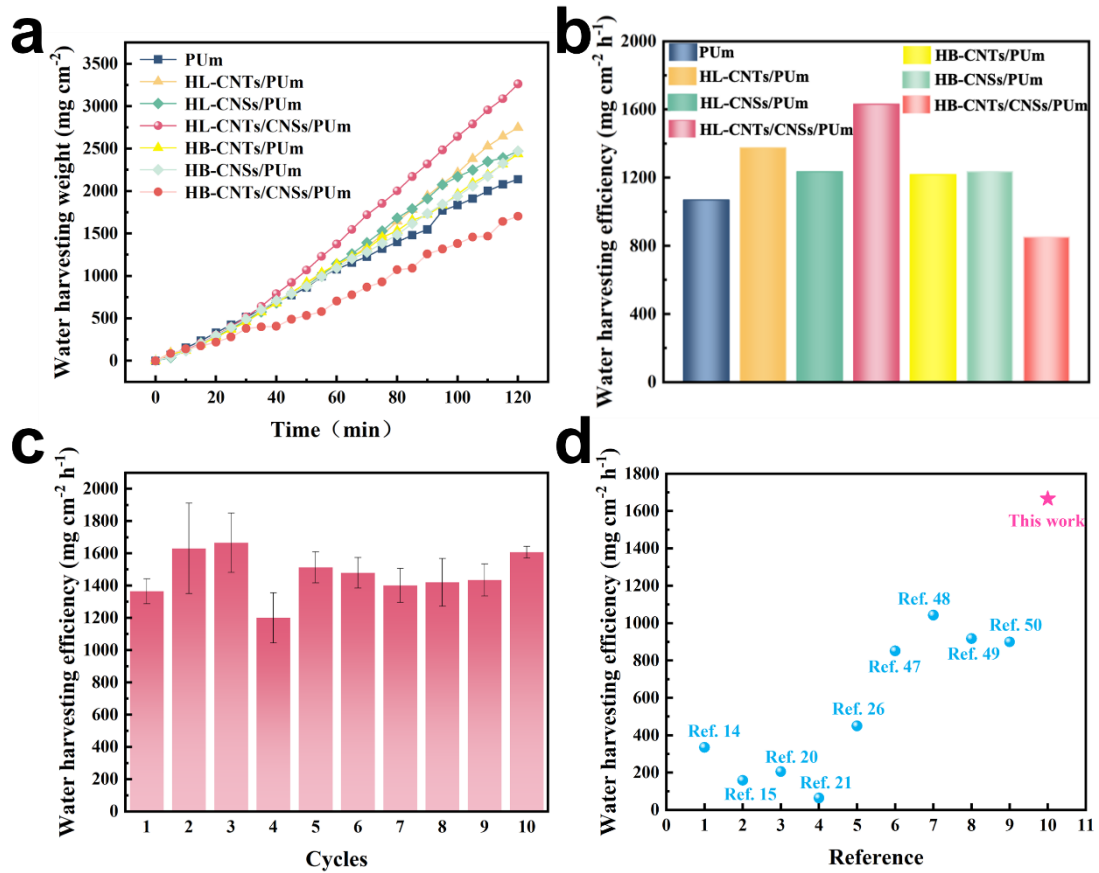 a
Water harvesting weight (mg cm⁻²)
3500
3000
2500
2000
1500
1000
500
0
PUm
HL-CNTs/PUm
HL-CNSs/PUm
HL-CNTs/CNSs/PUm
HB-CNTs/PUm
HB-CNSs/PUm
HB-CNTs/CNSs/PUm
0 20 40 60 80 100 120
Time（min）
b
Water harvesting efficiency (mg cm⁻² h⁻¹)
2000
1600
1200
800
400
0
PUm
HL-CNTs/PUm
HL-CNSs/PUm
HL-CNTs/CNSs/PUm
HB-CNTs/PUm
HB-CNSs/PUm
HB-CNTs/CNSs/PUm
c
Water harvesting efficiency (mg cm⁻² h⁻¹)
2000
1800
1600
1400
1200
1000
800
600
400
200
0
1 2 3 4 5 6 7 8 9 10
Cycles
d
Water harvesting efficiency (mg cm⁻² h⁻¹)
1800
1600
1400
1200
1000
800
600
400
200
0
Ref. 14
Ref. 15
Ref. 20
Ref. 21
Ref. 26
Ref. 47
Ref. 48
Ref. 49
Ref. 50
This work
0 1 2 3 4 5 6 7 8 9 10 11
Reference